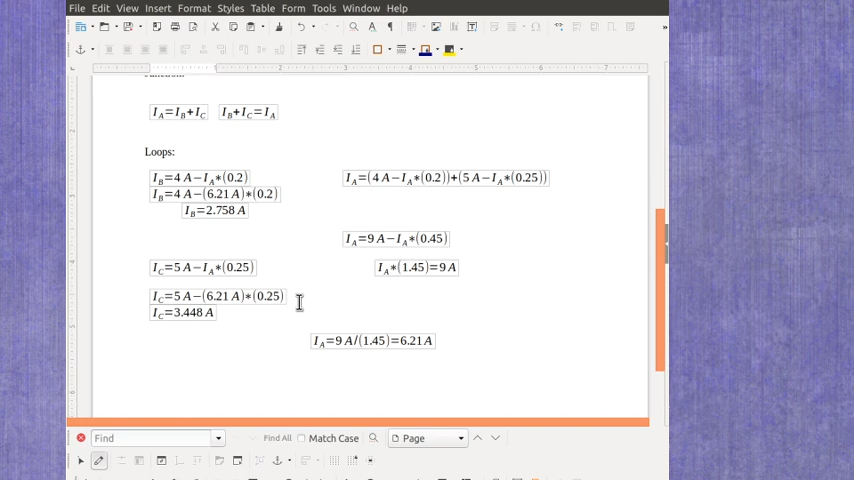 File Edit View Insert Format Styles Table Form Tools Window Help
I_A=I_B+I_C I_B+I_C=I_A
Loops:
I_B=4 A−I_A∗(0.2) I_A=(4 A−I_A∗(0.2))+(5 A−I_A∗(0.25))
I_B=4 A−(6.21 A)∗(0.2)
I_B=2.758 A
I_A=9 A−I_A∗(0.45)
I_C=5 A−I_A∗(0.25) I_A∗(1.45)=9 A
I_C=5 A−(6.21 A)∗(0.25)
I_C=3.448 A
I_A=9 A/(1.45)=6.21 A
Find Find All Match Case Page